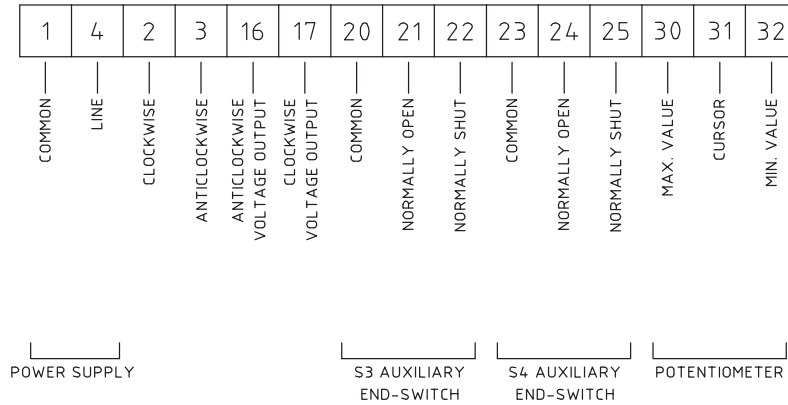 1 4 2 3 16 17 20 21 22 23 24 25 30 31 32
COMMON
LINE
CLOCKWISE
ANTICLOCKWISE
ANTICLOCKWISE
VOLTAGE OUTPUT
CLOCKWISE
VOLTAGE OUTPUT
COMMON
NORMALLY OPEN
NORMALLY SHUT
COMMON
NORMALLY OPEN
NORMALLY SHUT
MAX. VALUE
CURSOR
MIN. VALUE
POWER SUPPLY
S3 AUXILIARY
END-SWITCH
S4 AUXILIARY
END-SWITCH
POTENTIOMETER